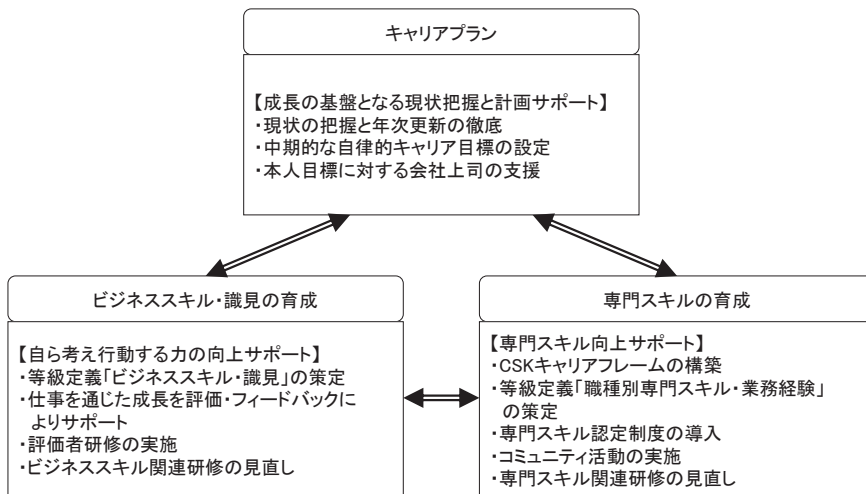 キャリアプラン
【成長の基盤となる現状把握と計画サポート】
・現状の把握と年次更新の徹底
・中期的な自律的キャリア目標の設定
・本人目標に対する会社上司の支援
ビジネススキル・識見の育成
【自ら考え行動する力の向上サポート】
・等級定義「ビジネススキル・識見」の策定
・仕事を通じた成長を評価・フィードバックに
よりサポート
・評価者研修の実施
・ビジネススキル関連研修の見直し
専門スキルの育成
【専門スキル向上サポート】
・CSKキャリアフレームの構築
・等級定義「職種別専門スキル・業務経験」
の策定
・専門スキル認定制度の導入
・コミュニティ活動の実施
・専門スキル関連研修の見直し